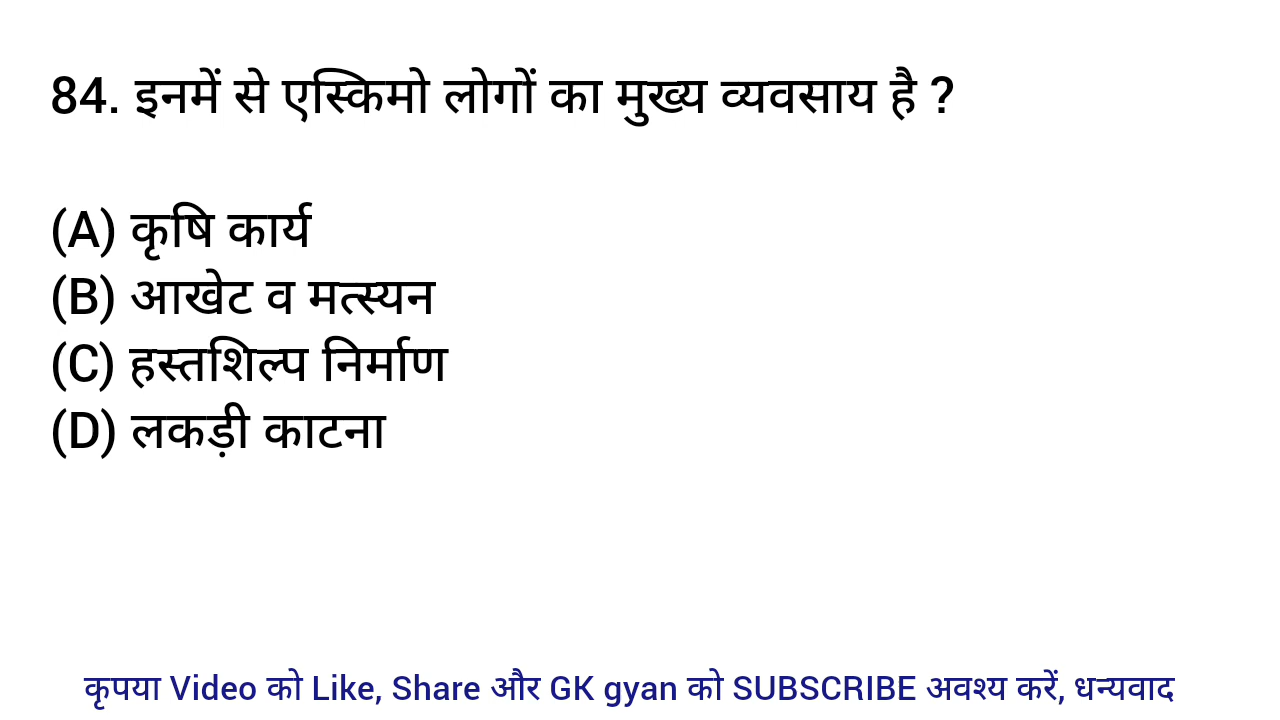 84. इनमें से एस्किमो लोगों का मुख्य व्यवसाय है ?
(A) कृषि कार्य
(B) आखेट व मत्स्यन
(C) हस्तशिल्प निर्माण
(D) लकड़ी काटना
कृपया Video को Like, Share और GK gyan को SUBSCRIBE अवश्य करें, धन्यवाद